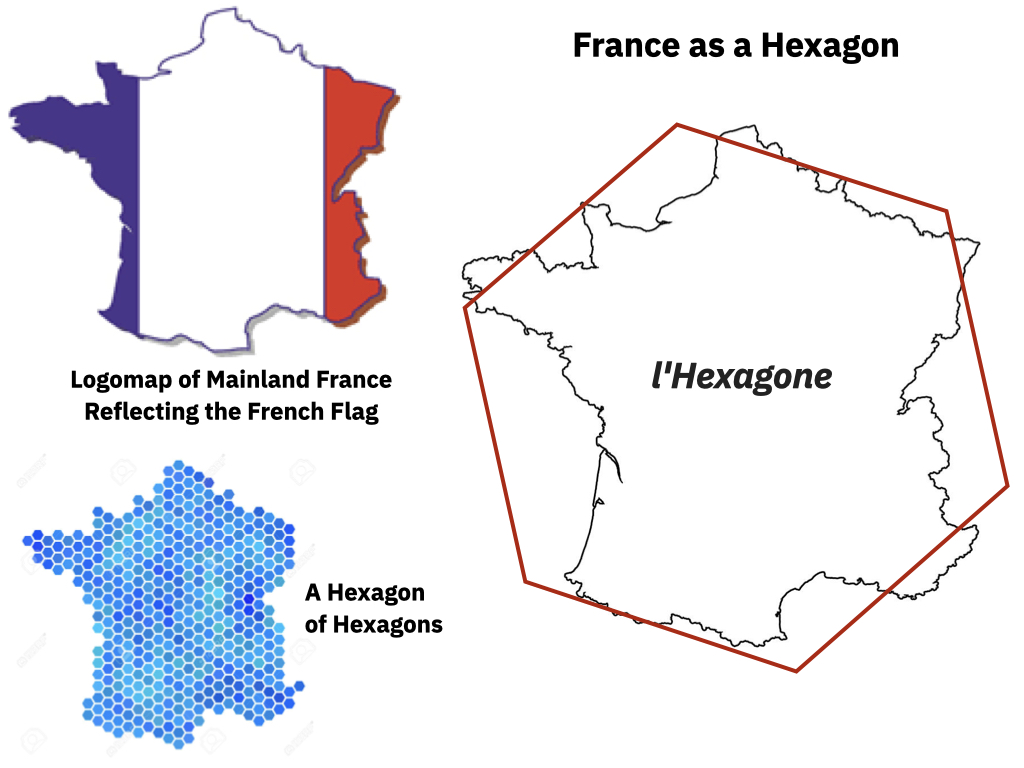 France as a Hexagon
l'Hexagone
Logomap of Mainland France
Reflecting the French Flag
A Hexagon
of Hexagons